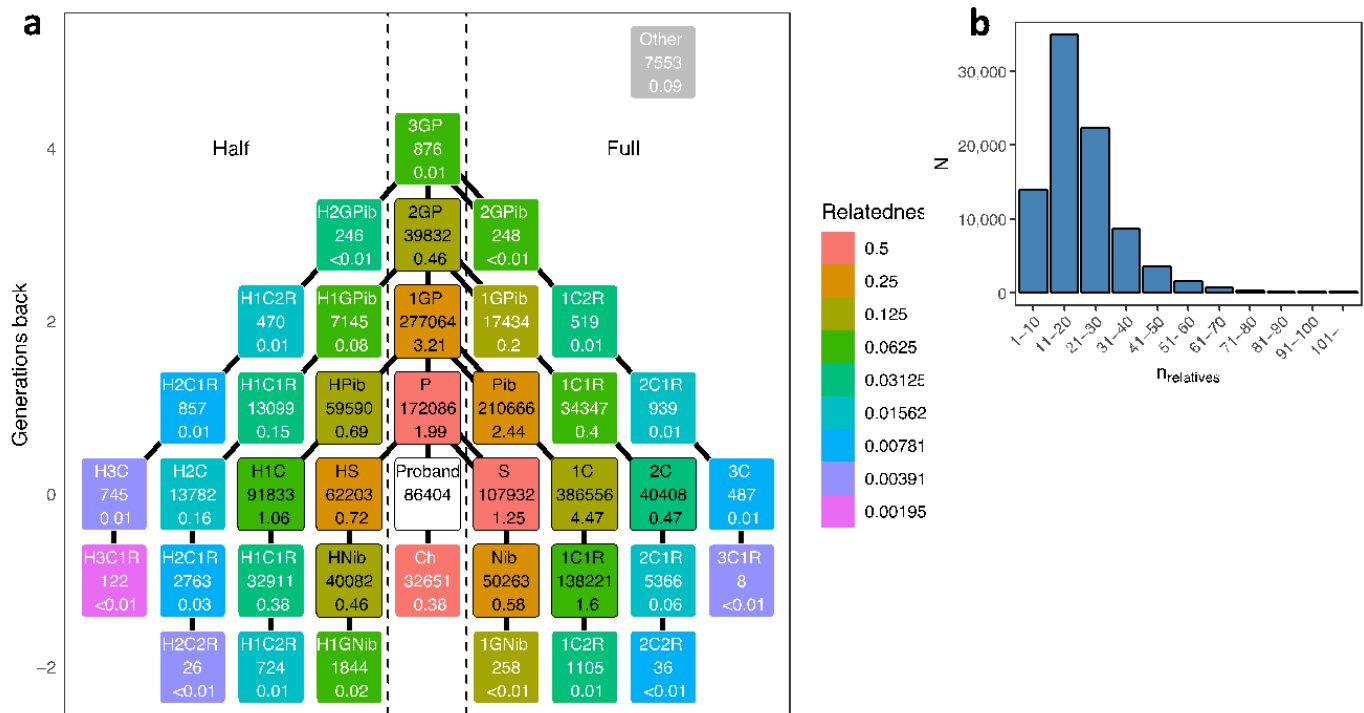 a
Other
7553
0.09
4
Half
Full
3GP
876
0.01
H2GPib
246
<0.01
2GP
39832
0.46
2GPib
248
<0.01
Generations back
2
H1C2R
470
0.01
H1GPib
7145
0.08
1GP
277064
3.21
1GPib
17434
0.2
1C2R
519
0.01
H2C1R
857
0.01
H1C1R
13099
0.15
HPib
59590
0.69
P
172086
1.99
Pib
210666
2.44
1C1R
34347
0.4
2C1R
939
0.01
0
H3C
745
0.01
H2C
13782
0.16
H1C
91833
1.06
HS
62203
0.72
Proband
86404
S
107932
1.25
1C
386556
4.47
2C
40408
0.47
3C
487
0.01
H3C1R
122
<0.01
H2C1R
2763
0.03
H1C1R
32911
0.38
HNib
40082
0.46
Ch
32651
0.38
Nib
50263
0.58
1C1R
138221
1.6
2C1R
5366
0.06
3C1R
8
<0.01
−2
H2C2R
26
<0.01
H1C2R
724
0.01
H1GNib
1844
0.02
1GNib
258
<0.01
1C2R
1105
0.01
2C2R
36
<0.01
Relatednes
0.5
0.25
0.125
0.0625
0.03125
0.01562
0.00781
0.00391
0.00195
b
N
30,000
20,000
10,000
0
1−10
11−20
21−30
31−40
41−50
51−60
61−70
71−80
81−90
91−100
101−
nrelatives